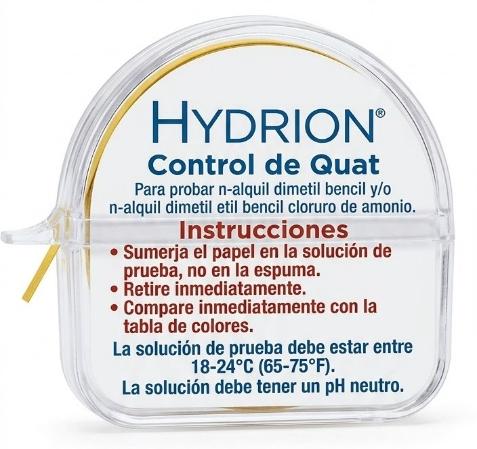 HYDRION®
Control de Quat
Para probar n-alquil dimetil bencil y/o
n-alquil dimetil etil bencil cloruro de amonio.
Instrucciones
• Sumerja el papel en la solución de
prueba, no en la espuma.
• Retire inmediatamente.
• Compare inmediatamente con la
tabla de colores.
La solución de prueba debe estar entre
18-24°C (65-75°F).
La solución debe tener un pH neutro.